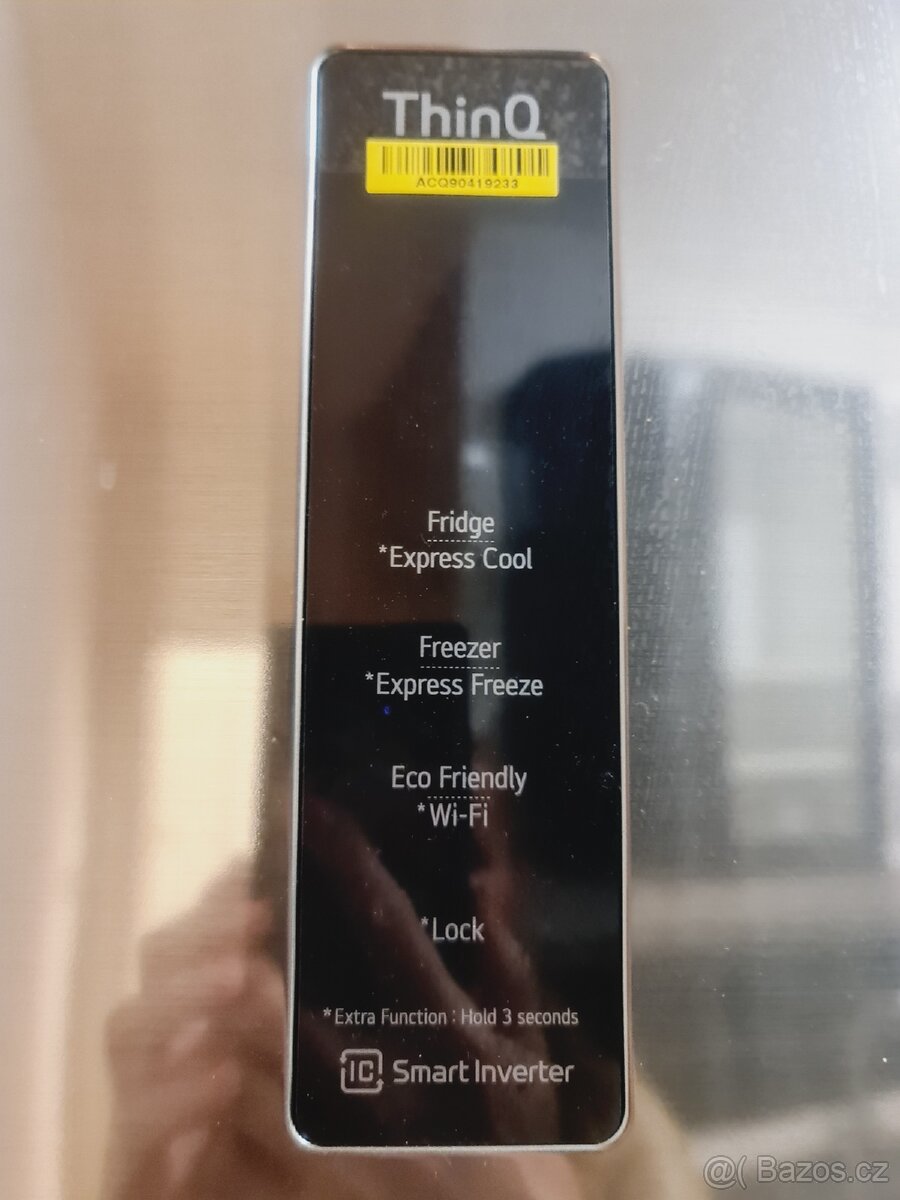 ThinQ
ACQ90419233
Fridge
*Express Cool
Freezer
*Express Freeze
Eco Friendly
*Wi-Fi
*Lock
*Extra Function : Hold 3 seconds
IC Smart Inverter
@( Bazos.cz